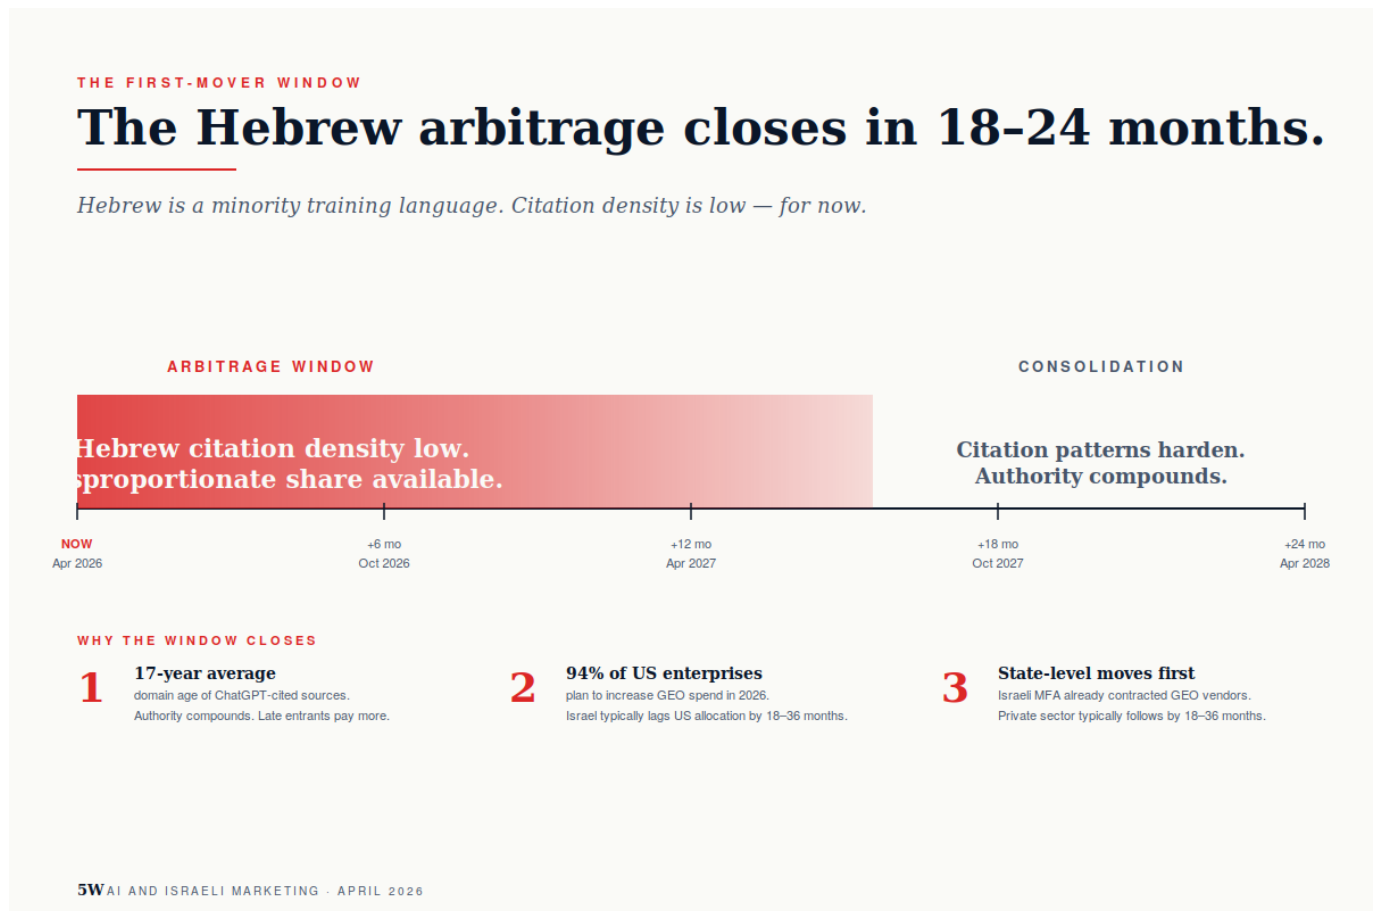 THE FIRST-MOVER WINDOW
The Hebrew arbitrage closes in 18–24 months.
Hebrew is a minority training language. Citation density is low — for now.
ARBITRAGE WINDOW
CONSOLIDATION
Hebrew citation density low.
sproportionate share available.
Citation patterns harden.
Authority compounds.
NOW
Apr 2026
+6 mo
Oct 2026
+12 mo
Apr 2027
+18 mo
Oct 2027
+24 mo
Apr 2028
WHY THE WINDOW CLOSES
1
17-year average
domain age of ChatGPT-cited sources.
Authority compounds. Late entrants pay more.
2
94% of US enterprises
plan to increase GEO spend in 2026.
Israel typically lags US allocation by 18–36 months.
3
State-level moves first
Israeli MFA already contracted GEO vendors.
Private sector typically follows by 18–36 months.
5W AI AND ISRAELI MARKETING · APRIL 2026